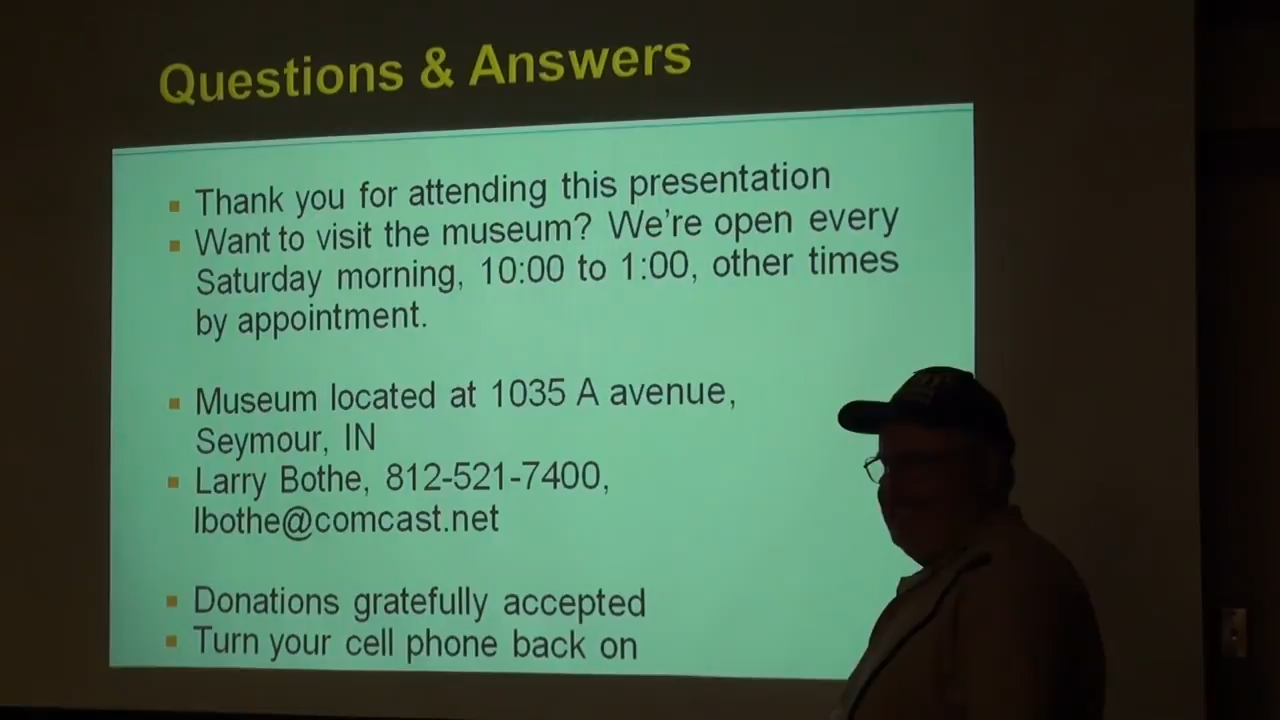 Questions & Answers
▪ Thank you for attending this presentation
▪ Want to visit the museum? We're open every
Saturday morning, 10:00 to 1:00, other times
by appointment.
▪ Museum located at 1035 A avenue,
Seymour, IN
▪ Larry Bothe, 812-521-7400,
lbothe@comcast.net
▪ Donations gratefully accepted
▪ Turn your cell phone back on